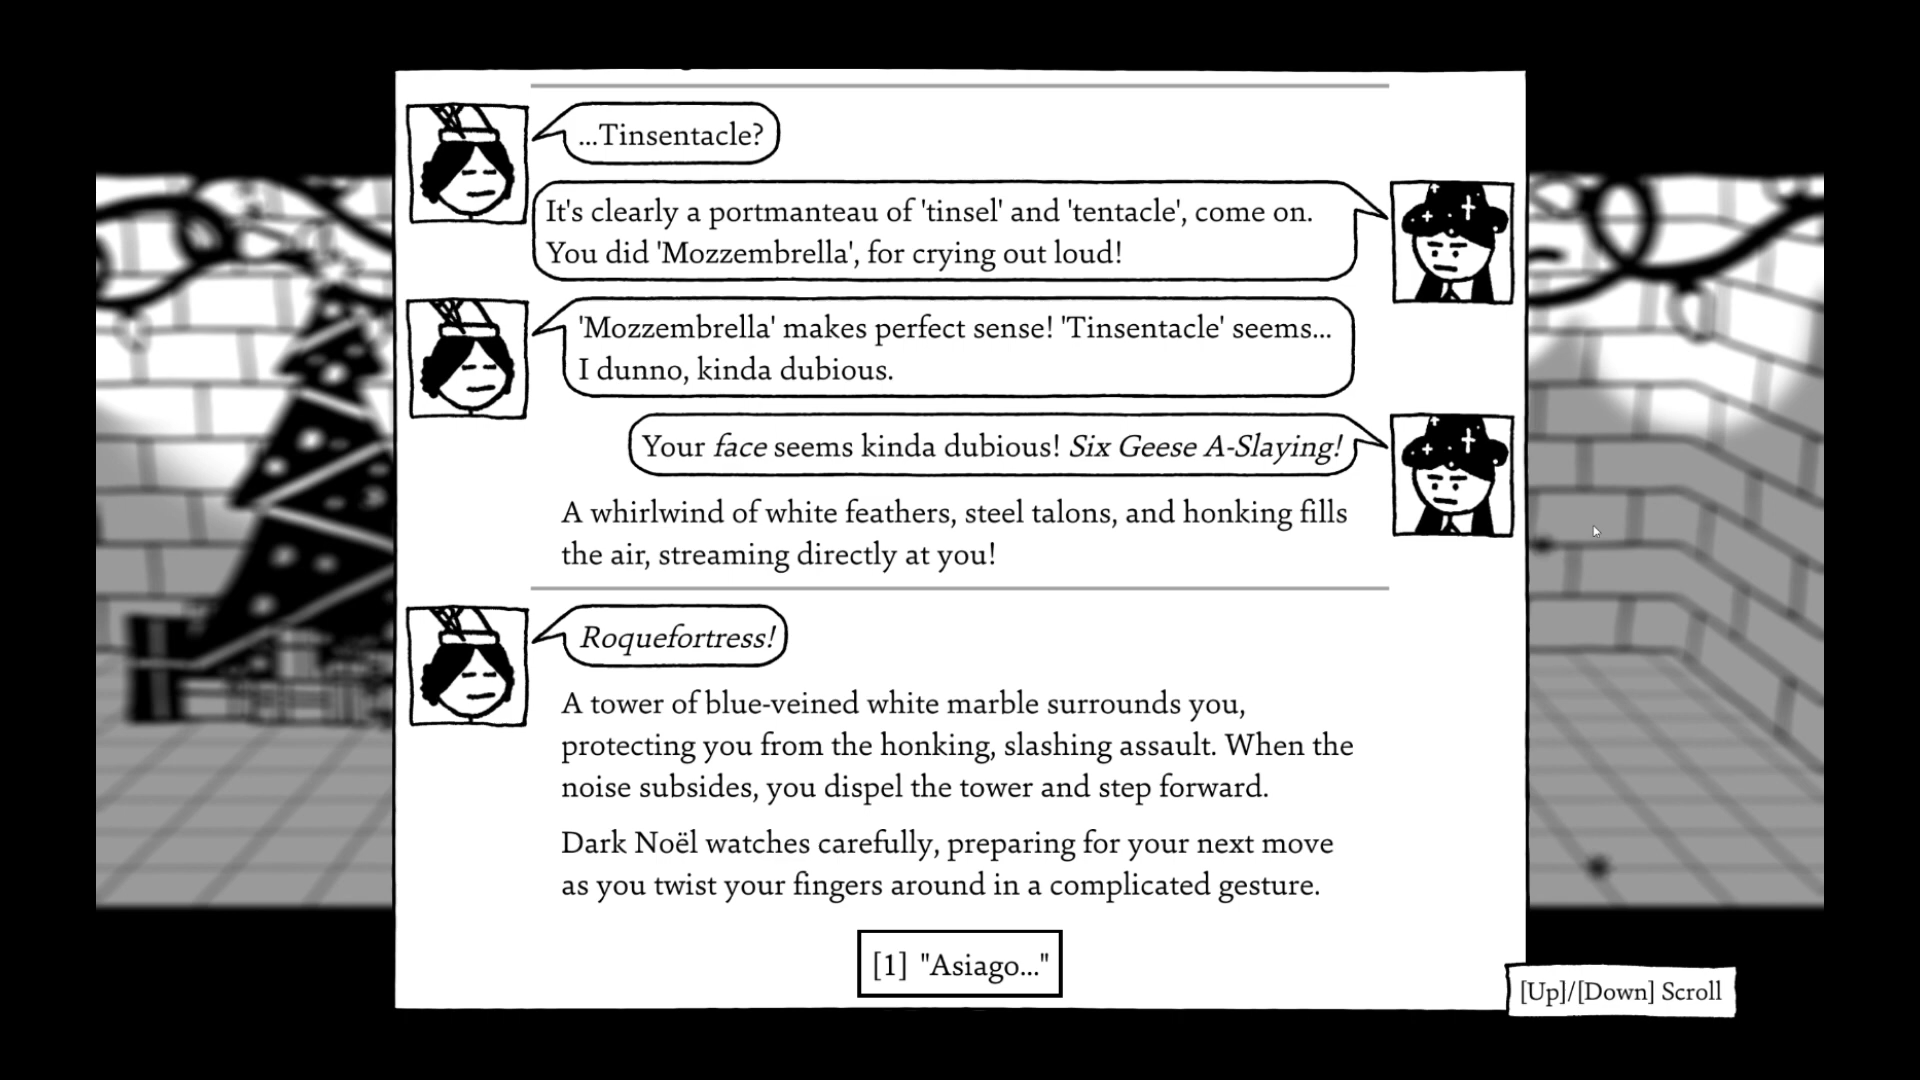 ...Tinsentacle?
It's clearly a portmanteau of 'tinsel' and 'tentacle', come on.
You did 'Mozzembrella', for crying out loud!
'Mozzembrella' makes perfect sense! 'Tinsentacle' seems...
I dunno, kinda dubious.
Your face seems kinda dubious! Six Geese A-Slaying!
A whirlwind of white feathers, steel talons, and honking fills
the air, streaming directly at you!
Roquefortress!
A tower of blue-veined white marble surrounds you,
protecting you from the honking, slashing assault. When the
noise subsides, you dispel the tower and step forward.
Dark Noël watches carefully, preparing for your next move
as you twist your fingers around in a complicated gesture.
[1] "Asiago..."
[Up]/[Down] Scroll